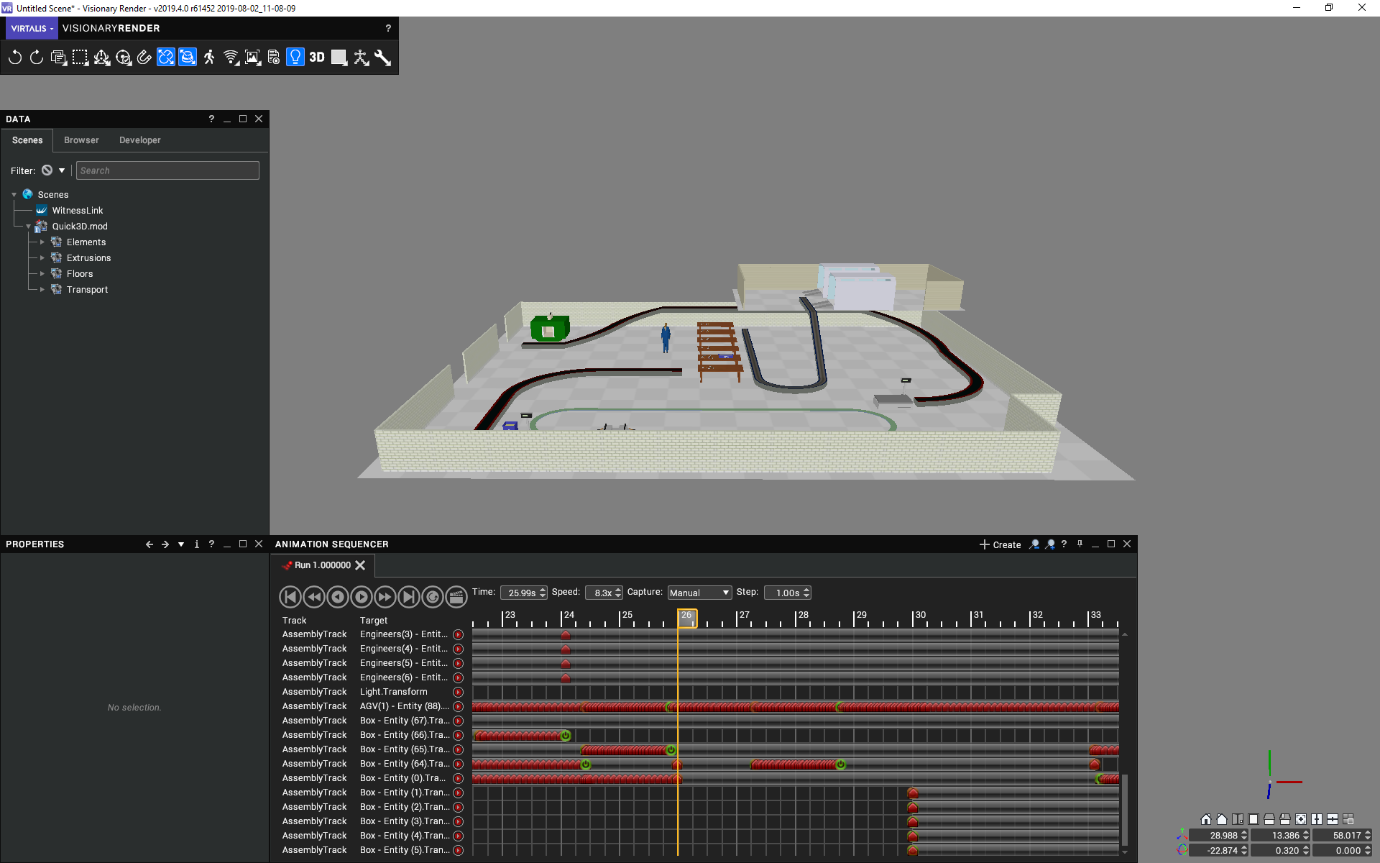 Untitled Scene* - Visionary Render - v2019.4.0 r61452 2019-08-02_11-08-09
VIRTALIS VISIONARYRENDER ?
3D
DATA ?
Scenes Browser Developer
Filter: Search
Scenes
WitnessLink
Quick3D.mod
Elements
Extrusions
Floors
Transport
PROPERTIES i ?
No selection.
ANIMATION SEQUENCER Create ?
Run 1.000000
Time: 25.99s Speed: 8.3x Capture: Manual Step: 1.00s
Track Target 23 24 25 26 27 28 29 30 31 32 33
AssemblyTrack Engineers(3) - Entit...
AssemblyTrack Engineers(4) - Entit...
AssemblyTrack Engineers(5) - Entit...
AssemblyTrack Engineers(6) - Entit...
AssemblyTrack Light.Transform
AssemblyTrack AGV(1) - Entity (88)....
AssemblyTrack Box - Entity (67).Tra...
AssemblyTrack Box - Entity (66).Tra...
AssemblyTrack Box - Entity (65).Tra...
AssemblyTrack Box - Entity (64).Tra...
AssemblyTrack Box - Entity (0).Tra...
AssemblyTrack Box - Entity (1).Tran...
AssemblyTrack Box - Entity (2).Tran...
AssemblyTrack Box - Entity (3).Tran...
AssemblyTrack Box - Entity (4).Tran...
AssemblyTrack Box - Entity (5).Tran...
28.988 13.386 58.017
-22.874 0.320 0.000